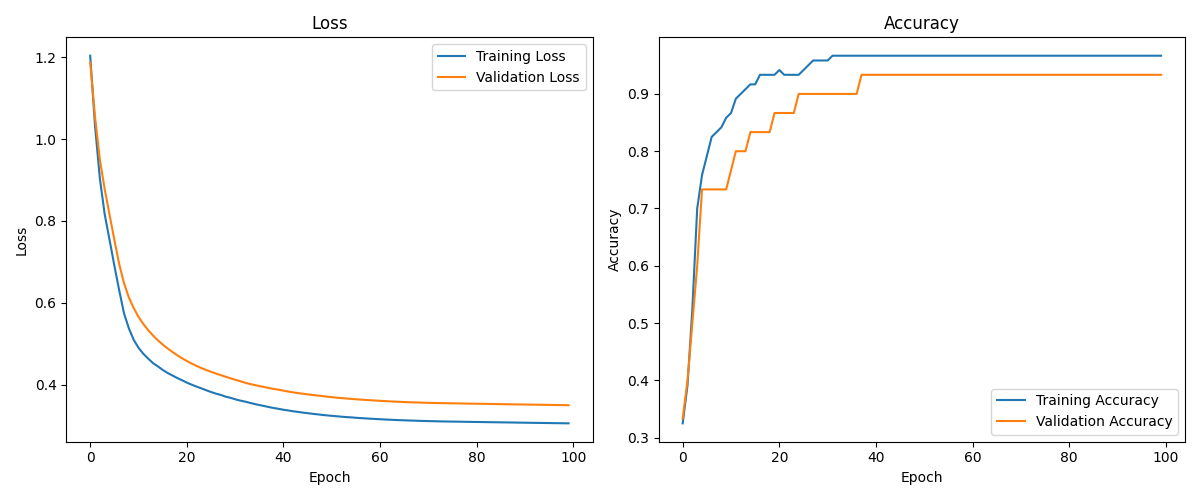 Loss
Training Loss
Validation Loss
1.2
1.0
0.8
0.6
0.4
Loss
0 20 40 60 80 100
Epoch
Accuracy
0.9
0.8
0.7
0.6
0.5
0.4
0.3
Accuracy
Training Accuracy
Validation Accuracy
0 20 40 60 80 100
Epoch